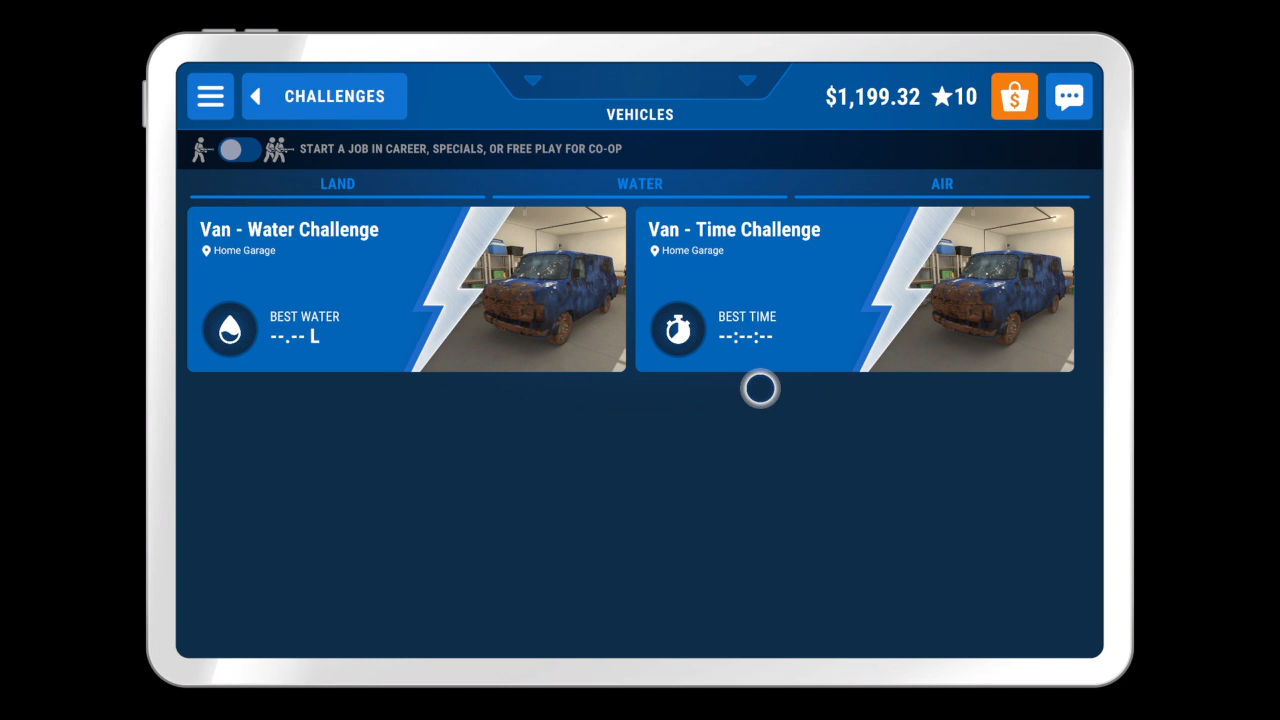 CHALLENGES
VEHICLES
$1,199.32 ★10
START A JOB IN CAREER, SPECIALS, OR FREE PLAY FOR CO-OP
LAND
WATER
AIR
Van - Water Challenge
Home Garage
BEST WATER
--.-- L
Van - Time Challenge
Home Garage
BEST TIME
--:--:--